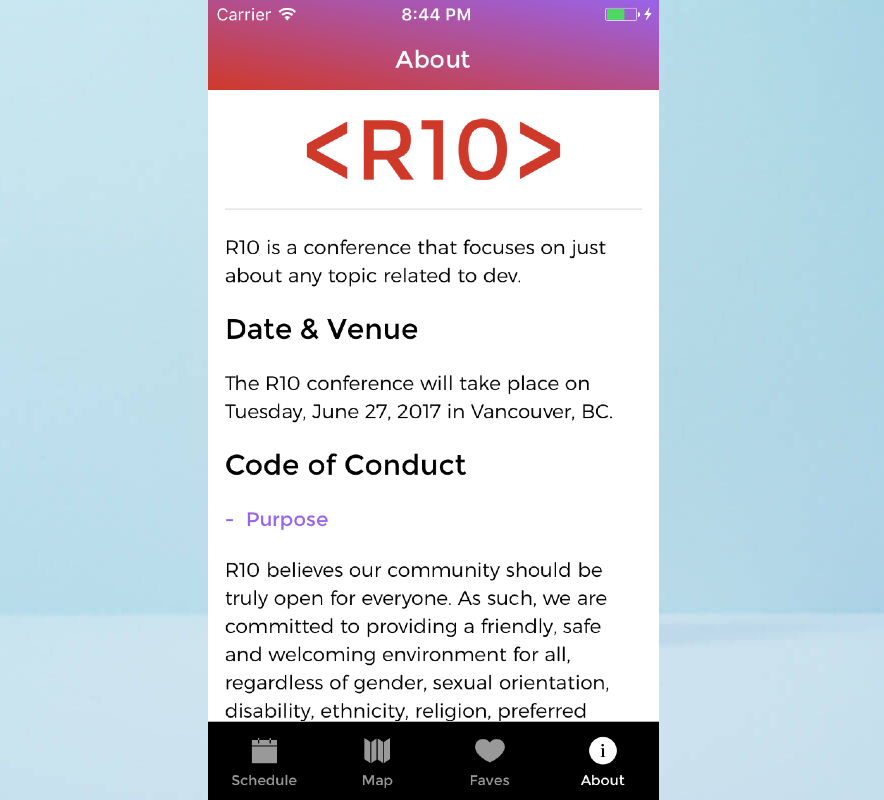 Carrier 8:44 PM
About
<R10>
R10 is a conference that focuses on just
about any topic related to dev.
Date & Venue
The R10 conference will take place on
Tuesday, June 27, 2017 in Vancouver, BC.
Code of Conduct
- Purpose
R10 believes our community should be
truly open for everyone. As such, we are
committed to providing a friendly, safe
and welcoming environment for all,
regardless of gender, sexual orientation,
disability, ethnicity, religion, preferred
Schedule Map Faves About